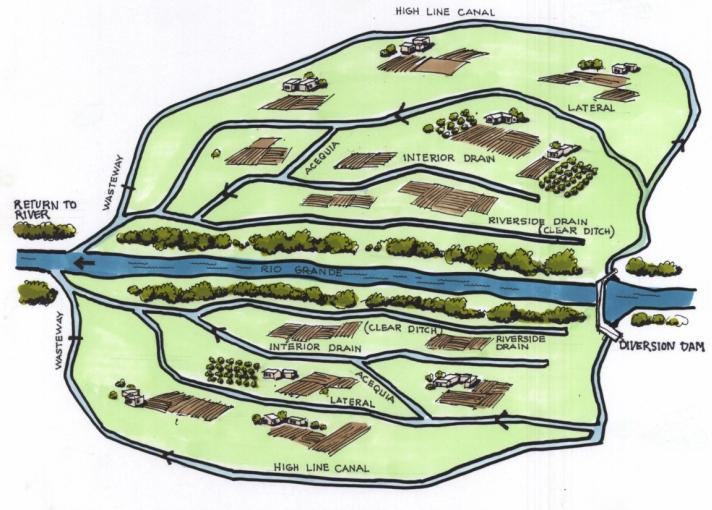 HIGH LINE CANAL
LATERAL
ACEQUIA
INTERIOR DRAIN
WASTEWAY
RETURN TO
RIVER
RIVERSIDE DRAIN
(CLEAR DITCH)
RIO GRANDE
WASTEWAY
(CLEAR DITCH)
RIVERSIDE
DRAIN
INTERIOR DRAIN
DIVERSION DAM
ACEQUIA
LATERAL
HIGH LINE CANAL